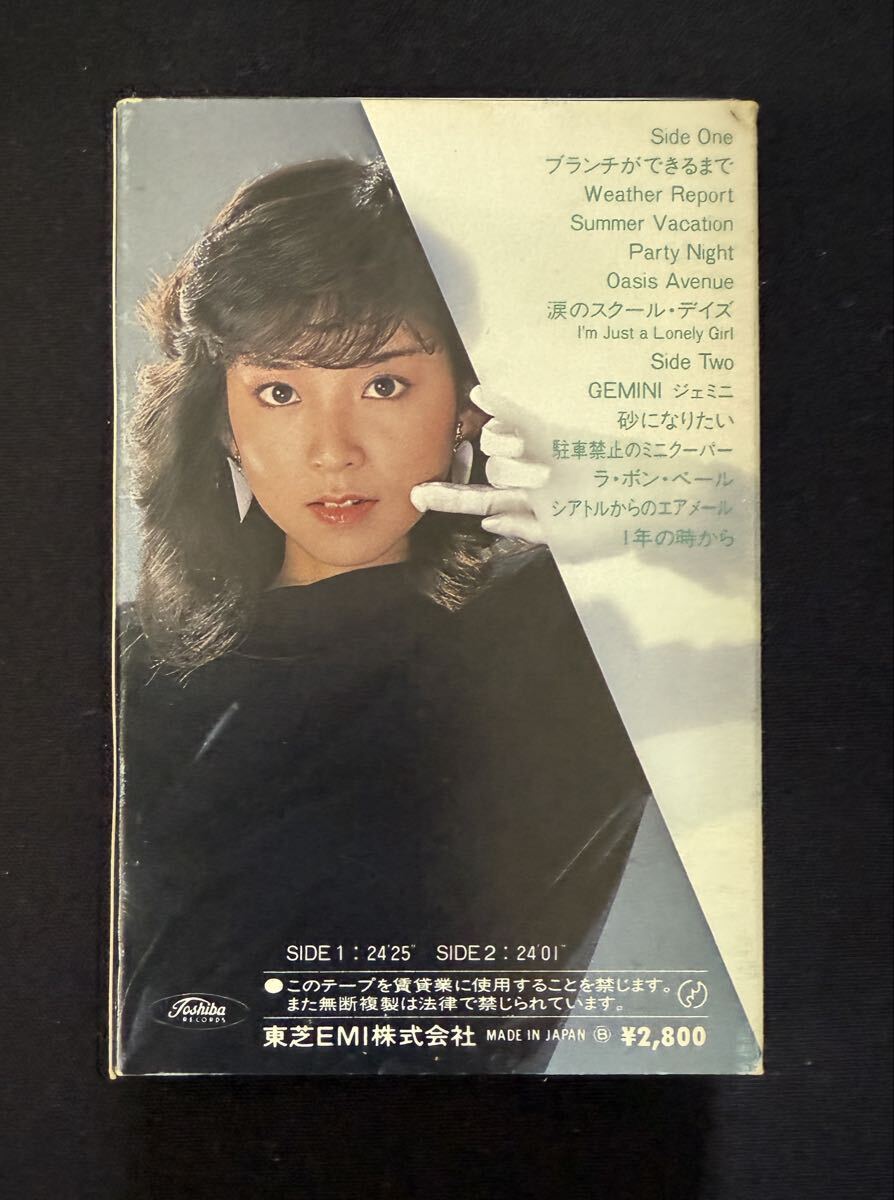 Side One
ブランチができるまで
Weather Report
Summer Vacation
Party Night
Oasis Avenue
涙のスクール・デイズ
I'm Just a Lonely Girl
Side Two
GEMINI ジェミニ
砂になりたい
駐車禁止のミニクーパー
ラ・ボン・ベール
シアトルからのエアメール
1年の時から
SIDE 1 : 24'25" SIDE 2 : 24'01"
●このテープを賃貸業に使用することを禁じます。
また無断複製は法律で禁じられています。
Toshiba
RECORDS
東芝EMI株式会社 MADE IN JAPAN Ⓑ ¥2,800